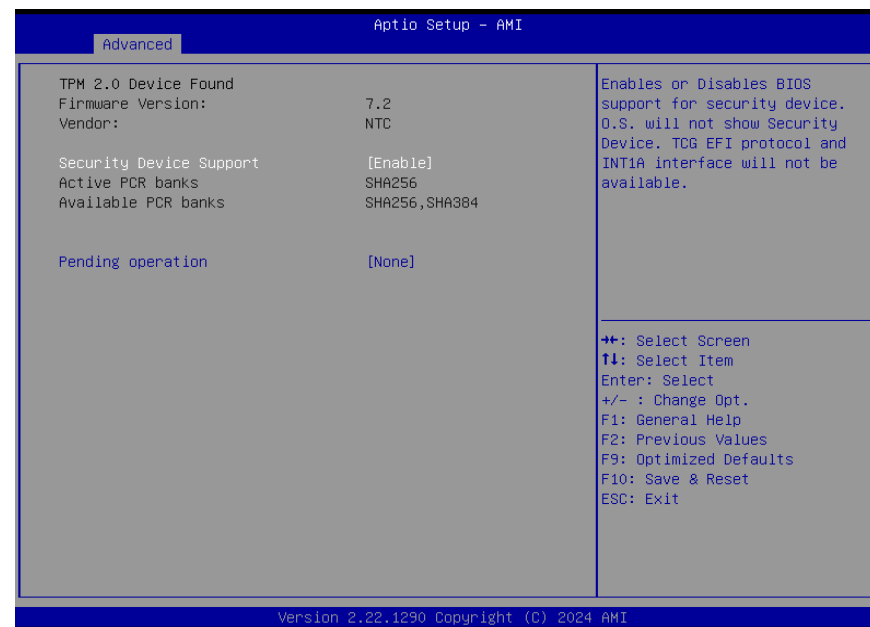 Aptio Setup – AMI
Advanced
TPM 2.0 Device Found
Firmware Version: 7.2
Vendor: NTC
Security Device Support [Enable]
Active PCR banks SHA256
Available PCR banks SHA256,SHA384
Pending operation [None]
Enables or Disables BIOS
support for security device.
O.S. will not show Security
Device. TCG EFI protocol and
INT1A interface will not be
available.
→←: Select Screen
↑↓: Select Item
Enter: Select
+/- : Change Opt.
F1: General Help
F2: Previous Values
F9: Optimized Defaults
F10: Save & Reset
ESC: Exit
Version 2.22.1290 Copyright (C) 2024 AMI